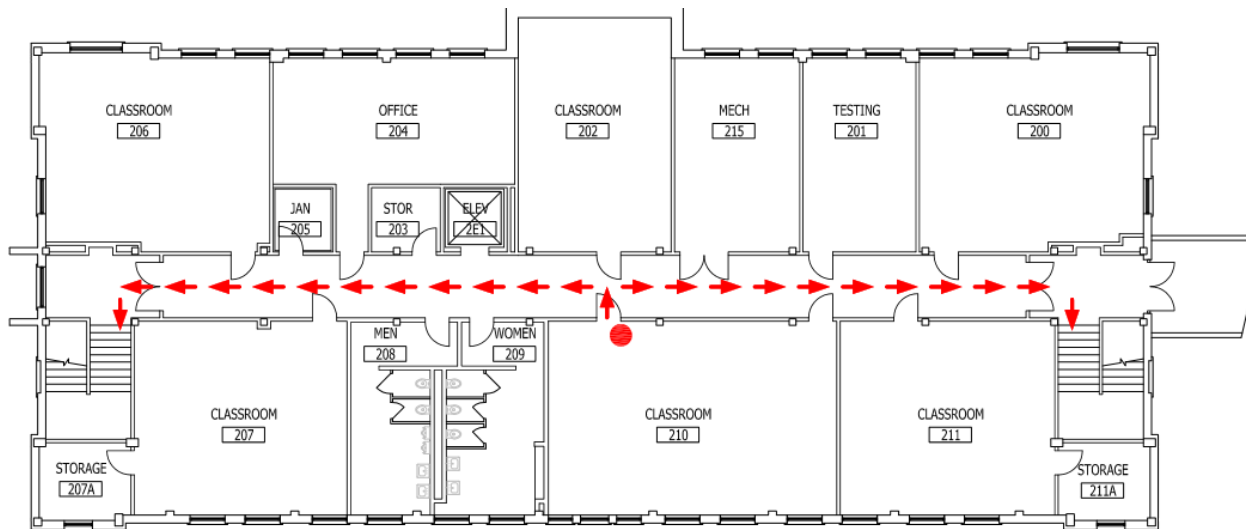 CLASSROOM
206
OFFICE
204
CLASSROOM
202
MECH
215
TESTING
201
CLASSROOM
200
JAN
205
STOR
203
ELEV
2E1
MEN
208
WOMEN
209
CLASSROOM
207
CLASSROOM
210
CLASSROOM
211
STORAGE
207A
STORAGE
211A